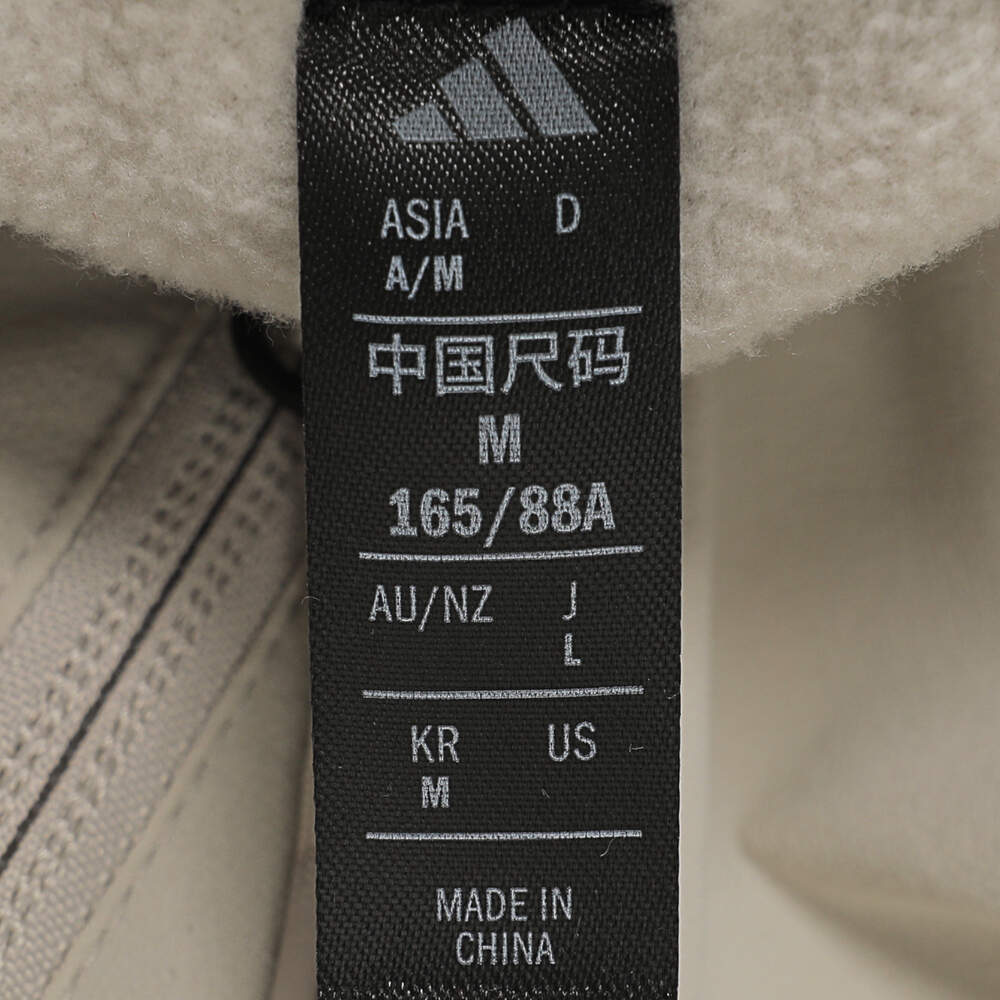 ASIA D
A/M
中国尺码
M
165/88A
AU/NZ J
L
KR US
M
MADE IN
CHINA